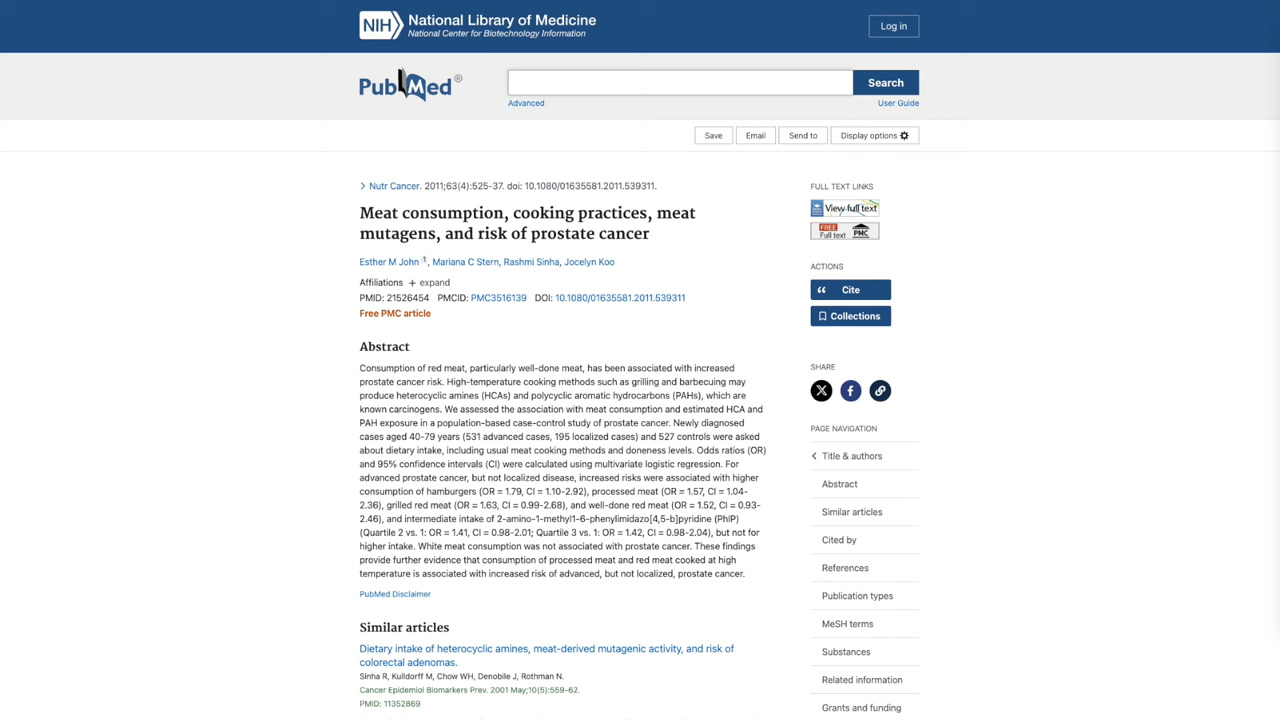 NIH National Library of Medicine
National Center for Biotechnology Information
Log in
PubMed®
Search
Advanced
User Guide
Save
Email
Send to
Display options
Nutr Cancer. 2011;63(4):525-37. doi: 10.1080/01635581.2011.539311.
Meat consumption, cooking practices, meat
mutagens, and risk of prostate cancer
Esther M John 1, Mariana C Stern, Rashmi Sinha, Jocelyn Koo
Affiliations + expand
PMID: 21526454 PMCID: PMC3516139 DOI: 10.1080/01635581.2011.539311
Free PMC article
Abstract
Consumption of red meat, particularly well-done meat, has been associated with increased
prostate cancer risk. High-temperature cooking methods such as grilling and barbecuing may
produce heterocyclic amines (HCAs) and polycyclic aromatic hydrocarbons (PAHs), which are
known carcinogens. We assessed the association with meat consumption and estimated HCA and
PAH exposure in a population-based case-control study of prostate cancer. Newly diagnosed
cases aged 40-79 years (531 advanced cases, 195 localized cases) and 527 controls were asked
about dietary intake, including usual meat cooking methods and doneness levels. Odds ratios (OR)
and 95% confidence intervals (CI) were calculated using multivariate logistic regression. For
advanced prostate cancer, but not localized disease, increased risks were associated with higher
consumption of hamburgers (OR = 1.79, CI = 1.10-2.92), processed meat (OR = 1.57, CI = 1.04-
2.36), grilled red meat (OR = 1.63, CI = 0.99-2.68), and well-done red meat (OR = 1.52, CI = 0.93-
2.46), and intermediate intake of 2-amino-1-methyl1-6-phenylimidazo[4,5-b]pyridine (PhIP)
(Quartile 2 vs. 1: OR = 1.41, CI = 0.98-2.01; Quartile 3 vs. 1: OR = 1.42, CI = 0.98-2.04), but not for
higher intake. White meat consumption was not associated with prostate cancer. These findings
provide further evidence that consumption of processed meat and red meat cooked at high
temperature is associated with increased risk of advanced, but not localized, prostate cancer.
PubMed Disclaimer
Similar articles
Dietary intake of heterocyclic amines, meat-derived mutagenic activity, and risk of
colorectal adenomas.
Sinha R, Kulldorff M, Chow WH, Denobile J, Rothman N.
Cancer Epidemiol Biomarkers Prev. 2001 May;10(5):559-62.
PMID: 11352869
FULL TEXT LINKS
View full text
FREE Full text PMC
ACTIONS
Cite
Collections
SHARE
PAGE NAVIGATION
Title & authors
Abstract
Similar articles
Cited by
References
Publication types
MeSH terms
Substances
Related information
Grants and funding